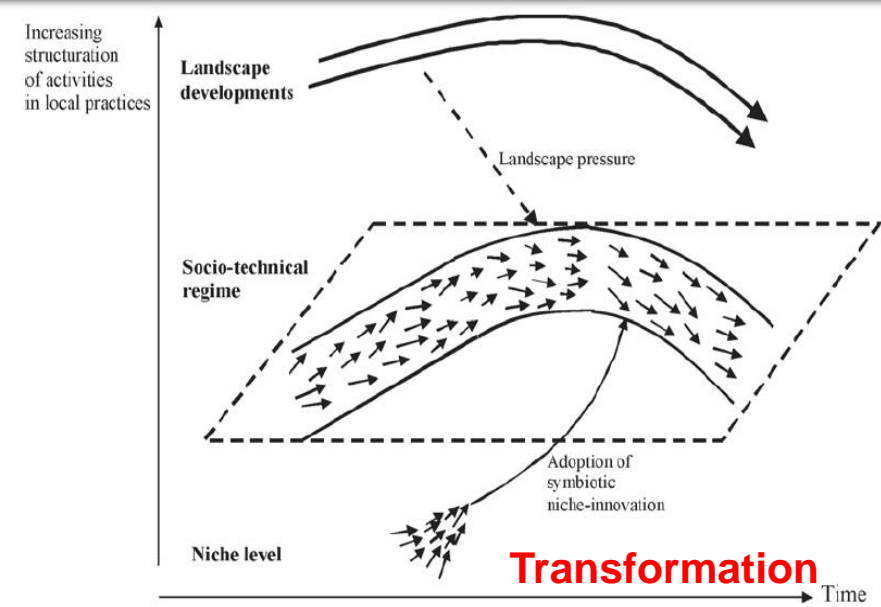 Increasing
structuration
of activities
in local practices
Landscape
developments
Landscape pressure
Socio-technical
regime
Adoption of
symbiotic
niche-innovation
Niche level
Transformation
Time